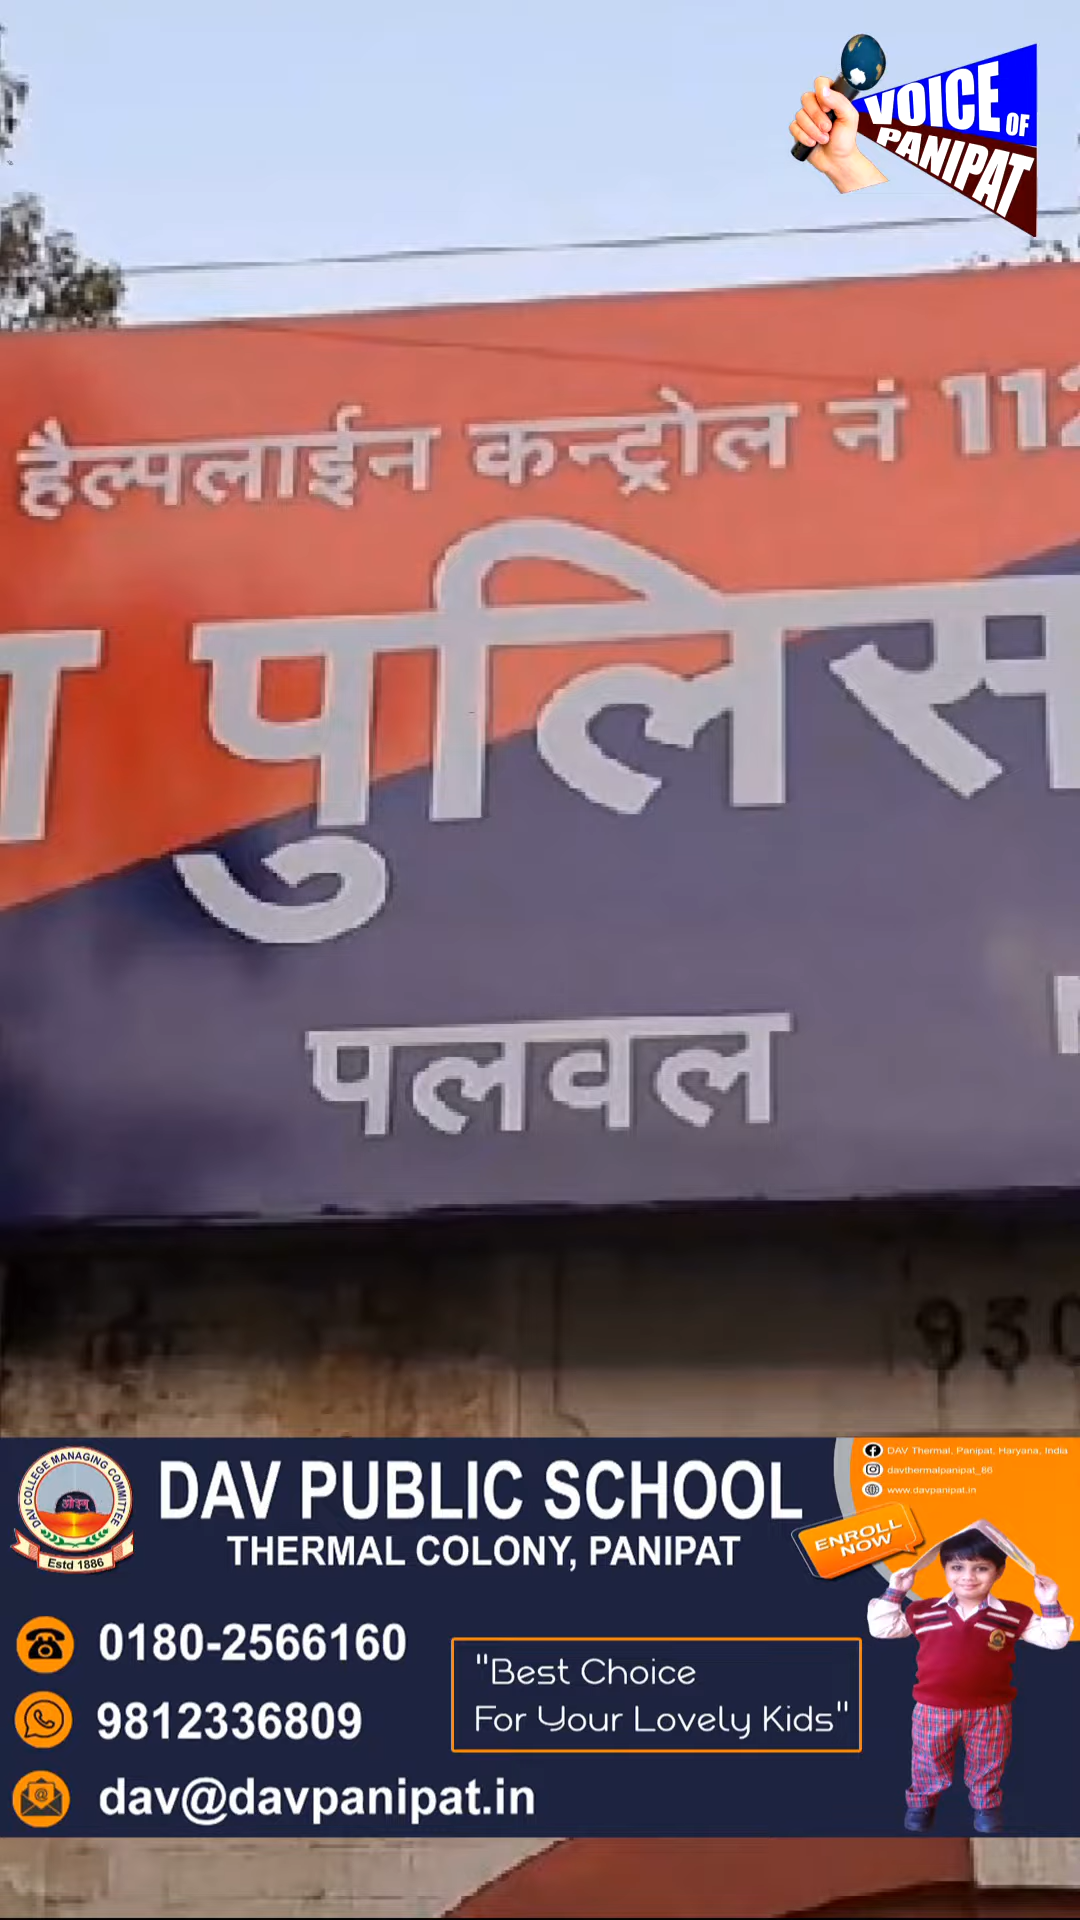 VOICE OF
PANIPAT
हैल्पलाईन कन्ट्रोल नं 112
पुलिस
पलवल
930
DAV COLLEGE MANAGING COMMITTEE
ओ३म्
Estd 1886
DAV PUBLIC SCHOOL
THERMAL COLONY, PANIPAT
DAV Thermal, Panipat, Haryana, India
davthermalpanipat_86
www.davpanipat.in
ENROLL
NOW
0180-2566160
9812336809
dav@davpanipat.in
"Best Choice
For Your Lovely Kids"